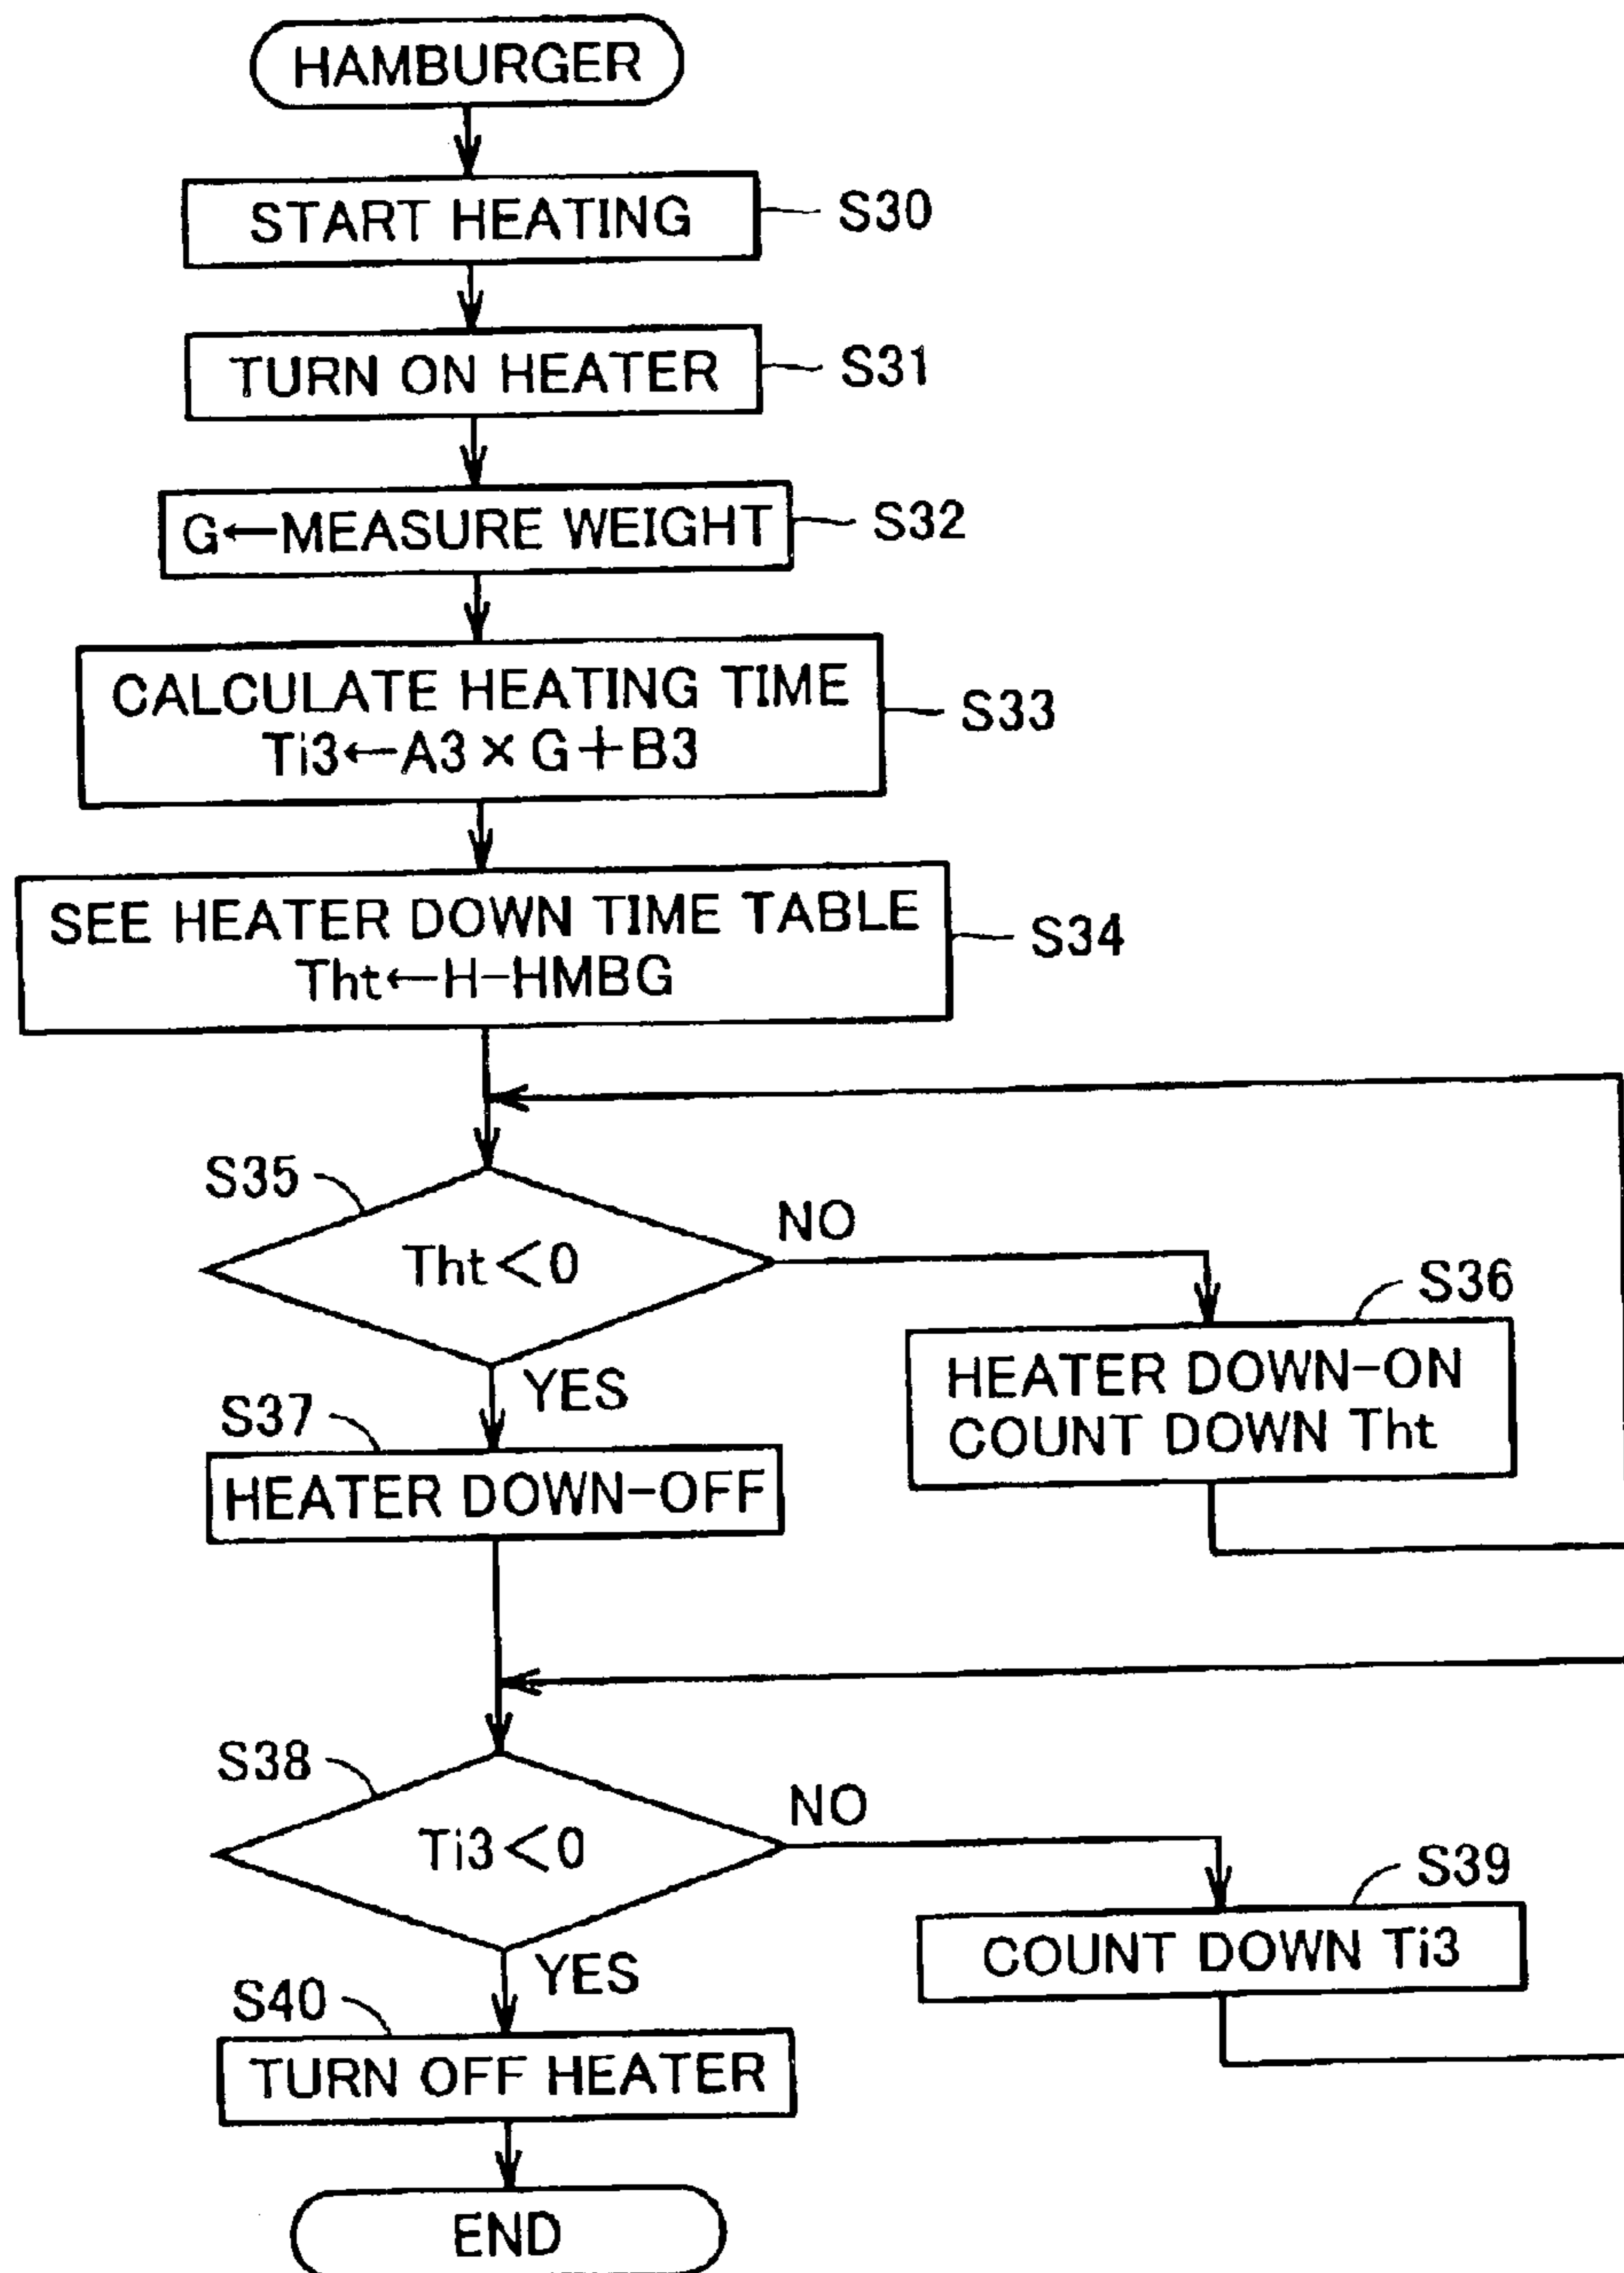 HAMBURGER
START HEATING
S30
TURN ON HEATER
S31
G←MEASURE WEIGHT
S32
CALCULATE HEATING TIME
Ti3←A3×G+B3
S33
SEE HEATER DOWN TIME TABLE
Tht←H-HMBG
S34
S35
Tht<0
NO
S36
HEATER DOWN-ON
COUNT DOWN Tht
YES
S37
HEATER DOWN-OFF
S38
Ti3<0
NO
S39
COUNT DOWN Ti3
YES
S40
TURN OFF HEATER
END